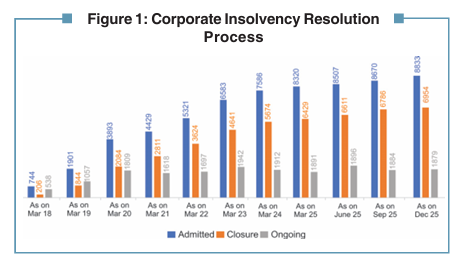 Figure 1: Corporate Insolvency Resolution
Process
744
206
538
1901
844
1057
3893
2084
1809
4429
2811
1618
5321
3624
1697
6583
4641
1942
7586
5674
1912
8320
6429
1891
8507
6611
1896
8670
6786
1884
8833
6954
1879
As on
Mar 18
As on
Mar 19
As on
Mar 20
As on
Mar 21
As on
Mar 22
As on
Mar 23
As on
Mar 24
As on
Mar 25
As on
June 25
As on
Sep 25
As on
Dec 25
Admitted
Closure
Ongoing